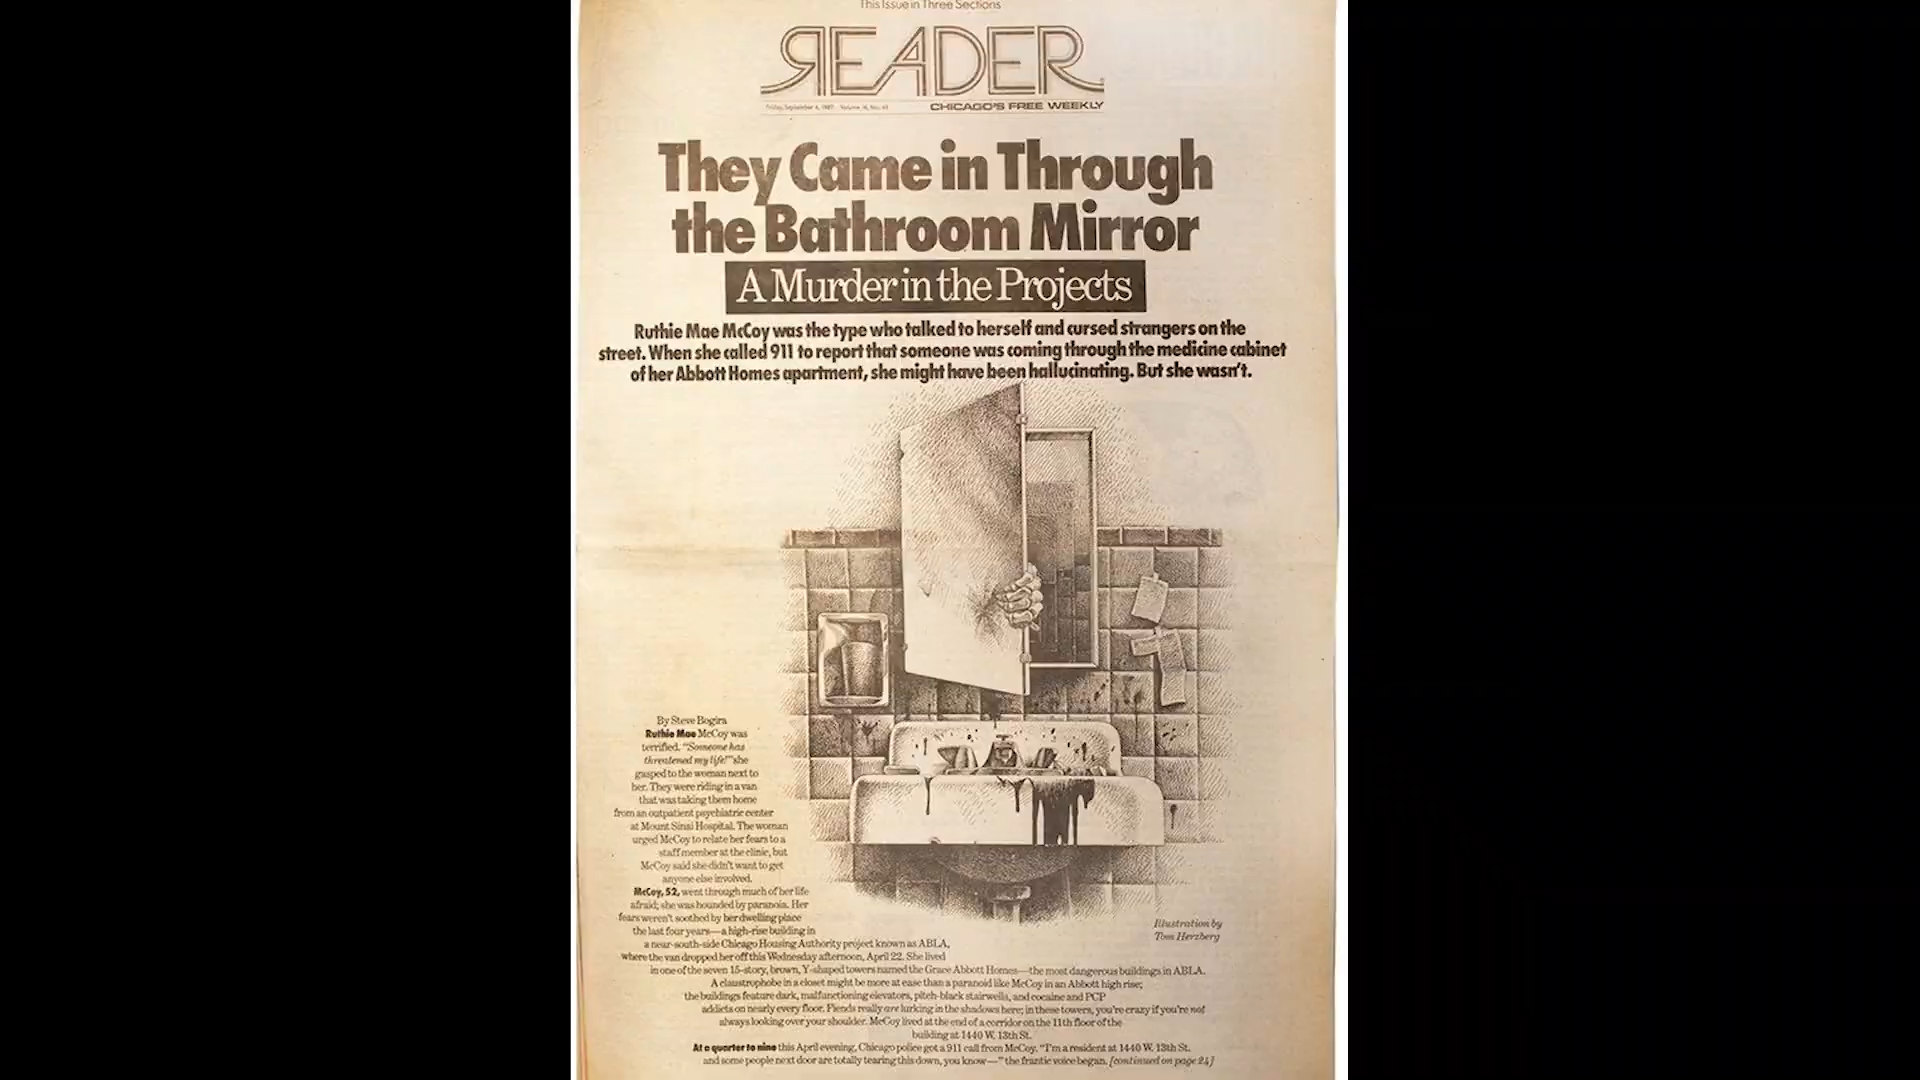 This Issue in Three Sections
READER
Friday, September 4, 1987
CHICAGO'S FREE WEEKLY
They Came in Through
the Bathroom Mirror
A Murder in the Projects
Ruthie Mae McCoy was the type who talked to herself and cursed strangers on the
street. When she called 911 to report that someone was coming through the medicine cabinet
of her Abbott Homes apartment, she might have been hallucinating. But she wasn't.
By Steve Bogira
Ruthie Mae McCoy was
terrified. "Someone has
threatened my life!" she
gasped to the woman next to
her. They were riding in a van
that was taking them home
from an outpatient psychiatric center
at Mount Sinai Hospital. The woman
urged McCoy to relate her fears to a
staff member at the clinic, but
McCoy said she didn't want to get
anyone else involved.
McCoy, 52, went through much of her life
afraid; she was hounded by paranoia. Her
fears weren't soothed by her dwelling place
the last four years—a high-rise building in
a near-south-side Chicago Housing Authority project known as ABLA,
where the van dropped her off this Wednesday afternoon, April 22. She lived
in one of the seven 15-story, brown, Y-shaped towers named the Grace Abbott Homes—the most dangerous buildings in ABLA.
A claustrophobe in a closet might be more at ease than a paranoid like McCoy in an Abbott high rise;
the buildings feature dark, malfunctioning elevators, pitch-black stairwells, and cocaine and PCP
addicts on nearly every floor. Fiends really are lurking in the shadows here; in these towers, you're crazy if you're not
always looking over your shoulder. McCoy lived at the end of a corridor on the 11th floor of the
building at 1440 W. 13th St.
At a quarter to nine this April evening, Chicago police got a 911 call from McCoy. "I'm a resident at 1440 W. 13th St.
and some people next door are totally tearing this down, you know—" the frantic voice began. [continued on page 24]
Illustration by
Tom Herzberg